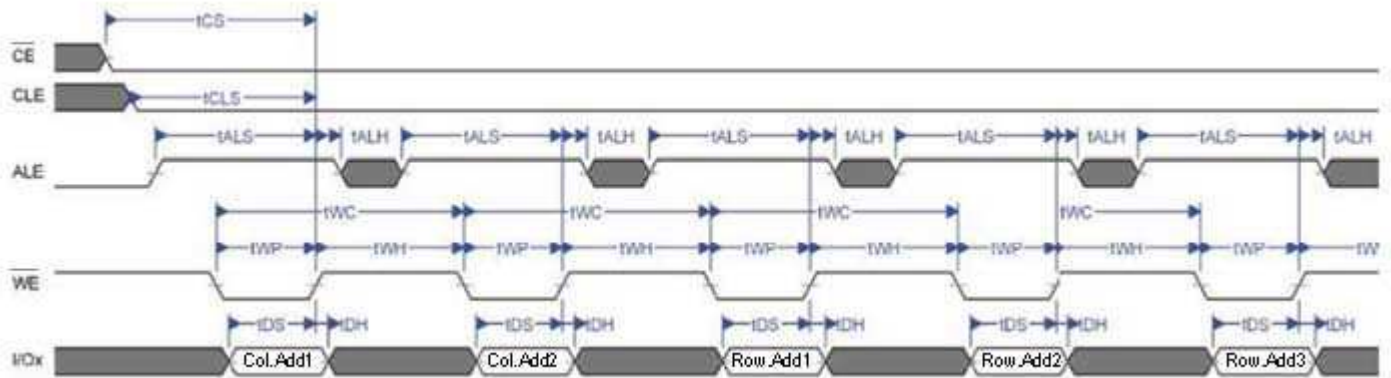 tCS
CE
CLE
tCLS
tALS tALH tALS tALH tALS tALH tALS tALH tALS tALH
ALE
tWC tWC tWC tWC
tWP tWH tWP tWH tWP tWH tWP tWH tWP tW
WE
tDS tDH tDS tDH tDS tDH tDS tDH tDS tDH
I/Ox Col.Add1 Col.Add2 Row.Add1 Row.Add2 Row.Add3